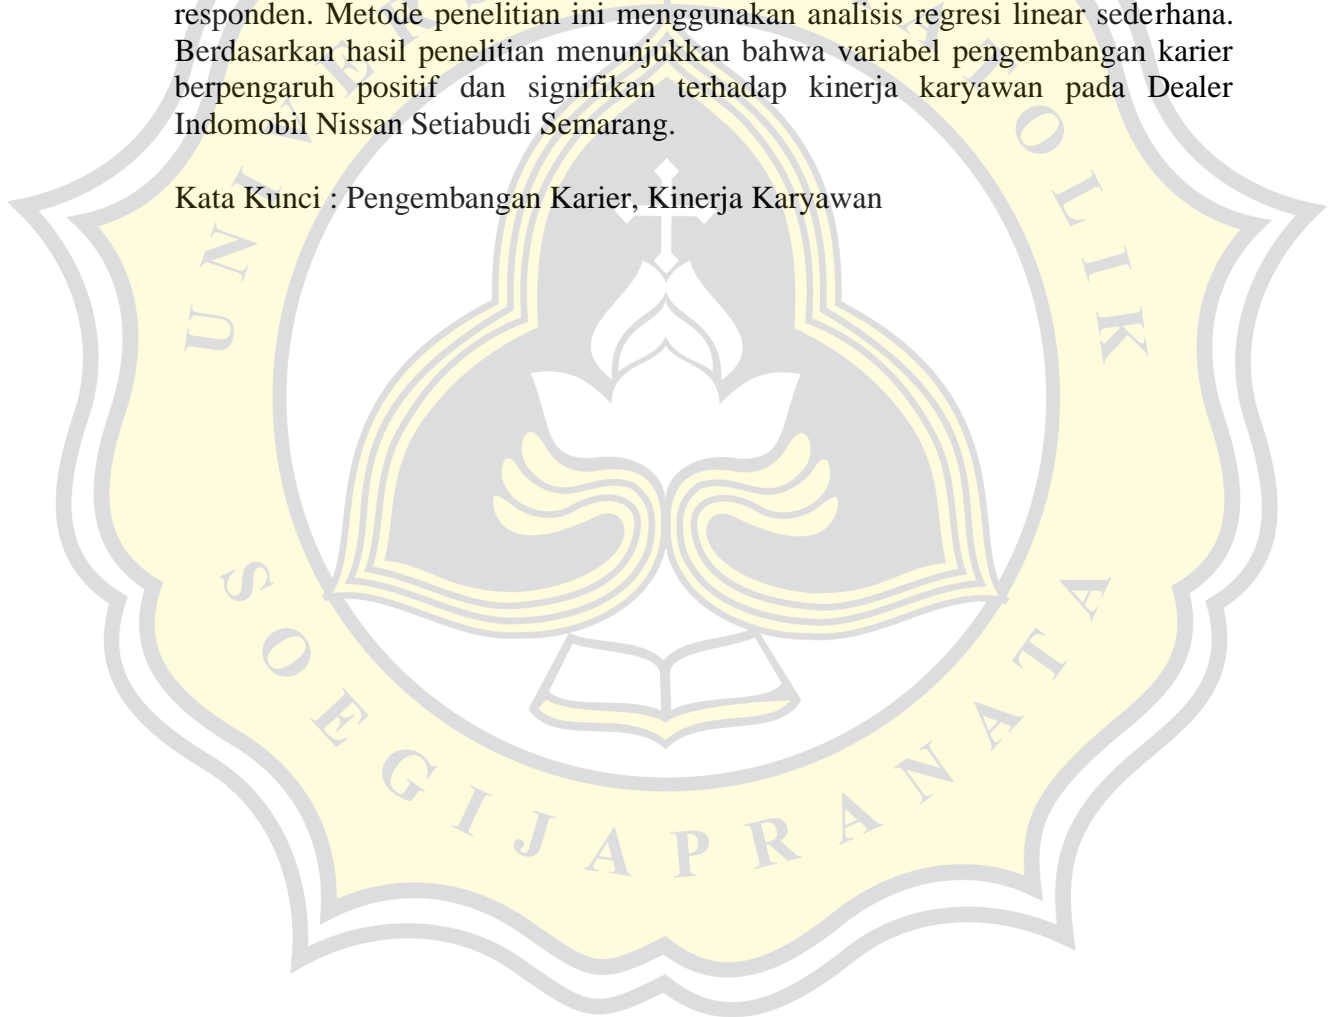 responden. Metode penelitian ini menggunakan analisis regresi linear sederhana.
Berdasarkan hasil penelitian menunjukkan bahwa variabel pengembangan karier
berpengaruh positif dan signifikan terhadap kinerja karyawan pada Dealer
Indomobil Nissan Setiabudi Semarang.
Kata Kunci : Pengembangan Karier, Kinerja Karyawan
SOEGIJAPRANATA